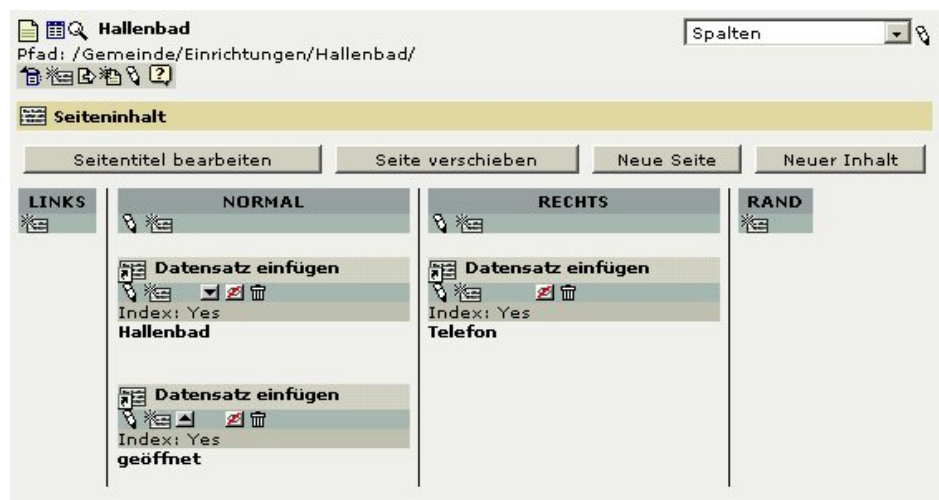 Hallenbad
Spalten
Pfad: /Gemeinde/Einrichtungen/Hallenbad/
Seiteninhalt
Seitentitel bearbeiten
Seite verschieben
Neue Seite
Neuer Inhalt
LINKS
NORMAL
RECHTS
RAND
Datensatz einfügen
Index: Yes
Hallenbad
Datensatz einfügen
Index: Yes
geöffnet
Datensatz einfügen
Index: Yes
Telefon